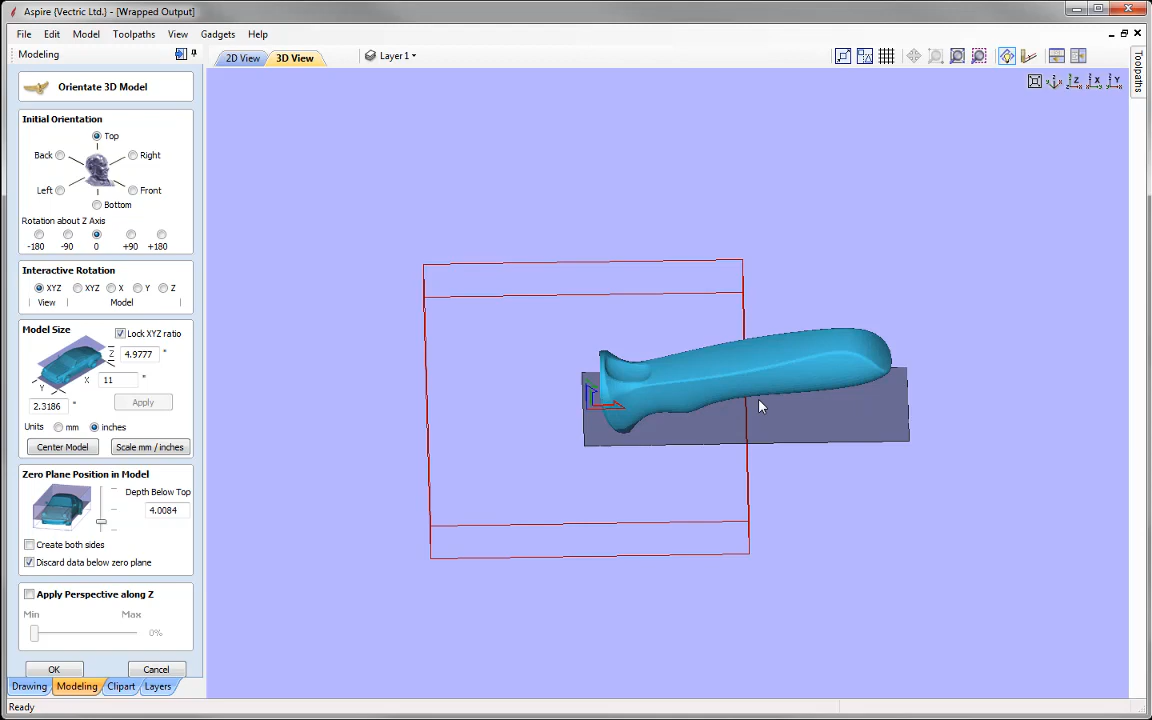 Aspire {Vectric Ltd.} - [Wrapped Output]
File Edit Model Toolpaths View Gadgets Help
Modeling
2D View 3D View Layer 1
Toolpaths
Z X Y
Orientate 3D Model
Initial Orientation
Top
Back Right
Left Front
Bottom
Rotation about Z Axis
-180 -90 0 +90 +180
Interactive Rotation
XYZ XYZ X Y Z
View Model
Model Size
Lock XYZ ratio
Z 4.9777 "
Y X 11 "
2.3186 " Apply
Units mm inches
Center Model Scale mm / inches
Zero Plane Position in Model
Depth Below Top
4.0084
Create both sides
Discard data below zero plane
Apply Perspective along Z
Min Max
0%
OK Cancel
Drawing Modeling Clipart Layers
Ready